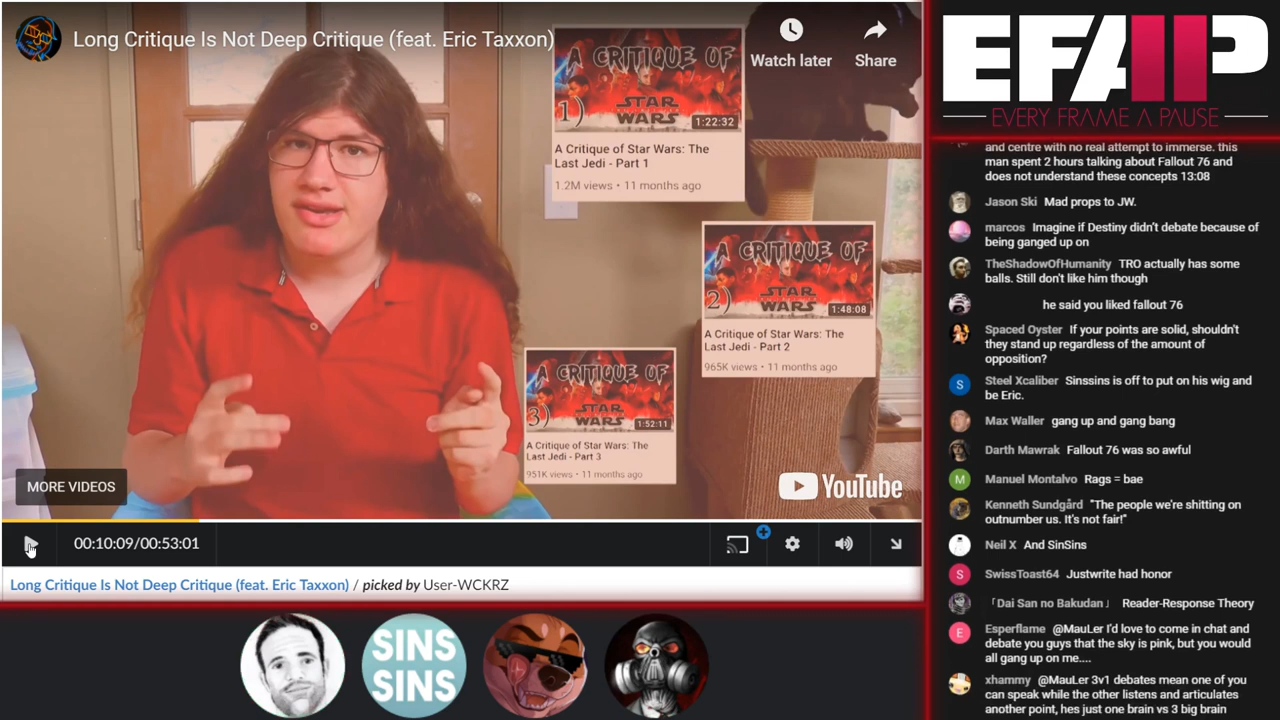 Long Critique Is Not Deep Critique (feat. Eric Taxxon)
Watch later
Share
A CRITIQUE OF
STAR
WARS
1)
1:22:32
A Critique of Star Wars: The
Last Jedi - Part 1
1.2M views • 11 months ago
A CRITIQUE OF
STAR
WARS
2)
1:48:08
A Critique of Star Wars: The
Last Jedi - Part 2
965K views • 11 months ago
A CRITIQUE OF
STAR
WARS
3)
1:52:11
A Critique of Star Wars: The
Last Jedi - Part 3
951K views • 11 months ago
MORE VIDEOS
YouTube
00:10:09/00:53:01
Long Critique Is Not Deep Critique (feat. Eric Taxxon) / picked by User-WCKRZ
SINS
SINS
EFAP
EVERY FRAME A PAUSE
and centre with no real attempt to immerse. this
man spent 2 hours talking about Fallout 76 and
does not understand these concepts 13:08
Jason Ski Mad props to JW.
marcos Imagine if Destiny didn't debate because of
being ganged up on
TheShadowOfHumanity TRO actually has some
balls. Still don't like him though
he said you liked fallout 76
Spaced Oyster If your points are solid, shouldn't
they stand up regardless of the amount of
opposition?
S
Steel Xcaliber Sinssins is off to put on his wig and
be Eric.
Max Waller gang up and gang bang
Darth Mawrak Fallout 76 was so awful
M
Manuel Montalvo Rags = bae
Kenneth Sundgård "The people we're shitting on
outnumber us. It's not fair!"
Neil X And SinSins
S
SwissToast64 Justwrite had honor
「Dai San no Bakudan」 Reader-Response Theory
E
Esperflame @MauLer I'd love to come in chat and
debate you guys that the sky is pink, but you would
all gang up on me....
xhammy @MauLer 3v1 debates mean one of you
can speak while the other listens and articulates
another point, hes just one brain vs 3 big brain